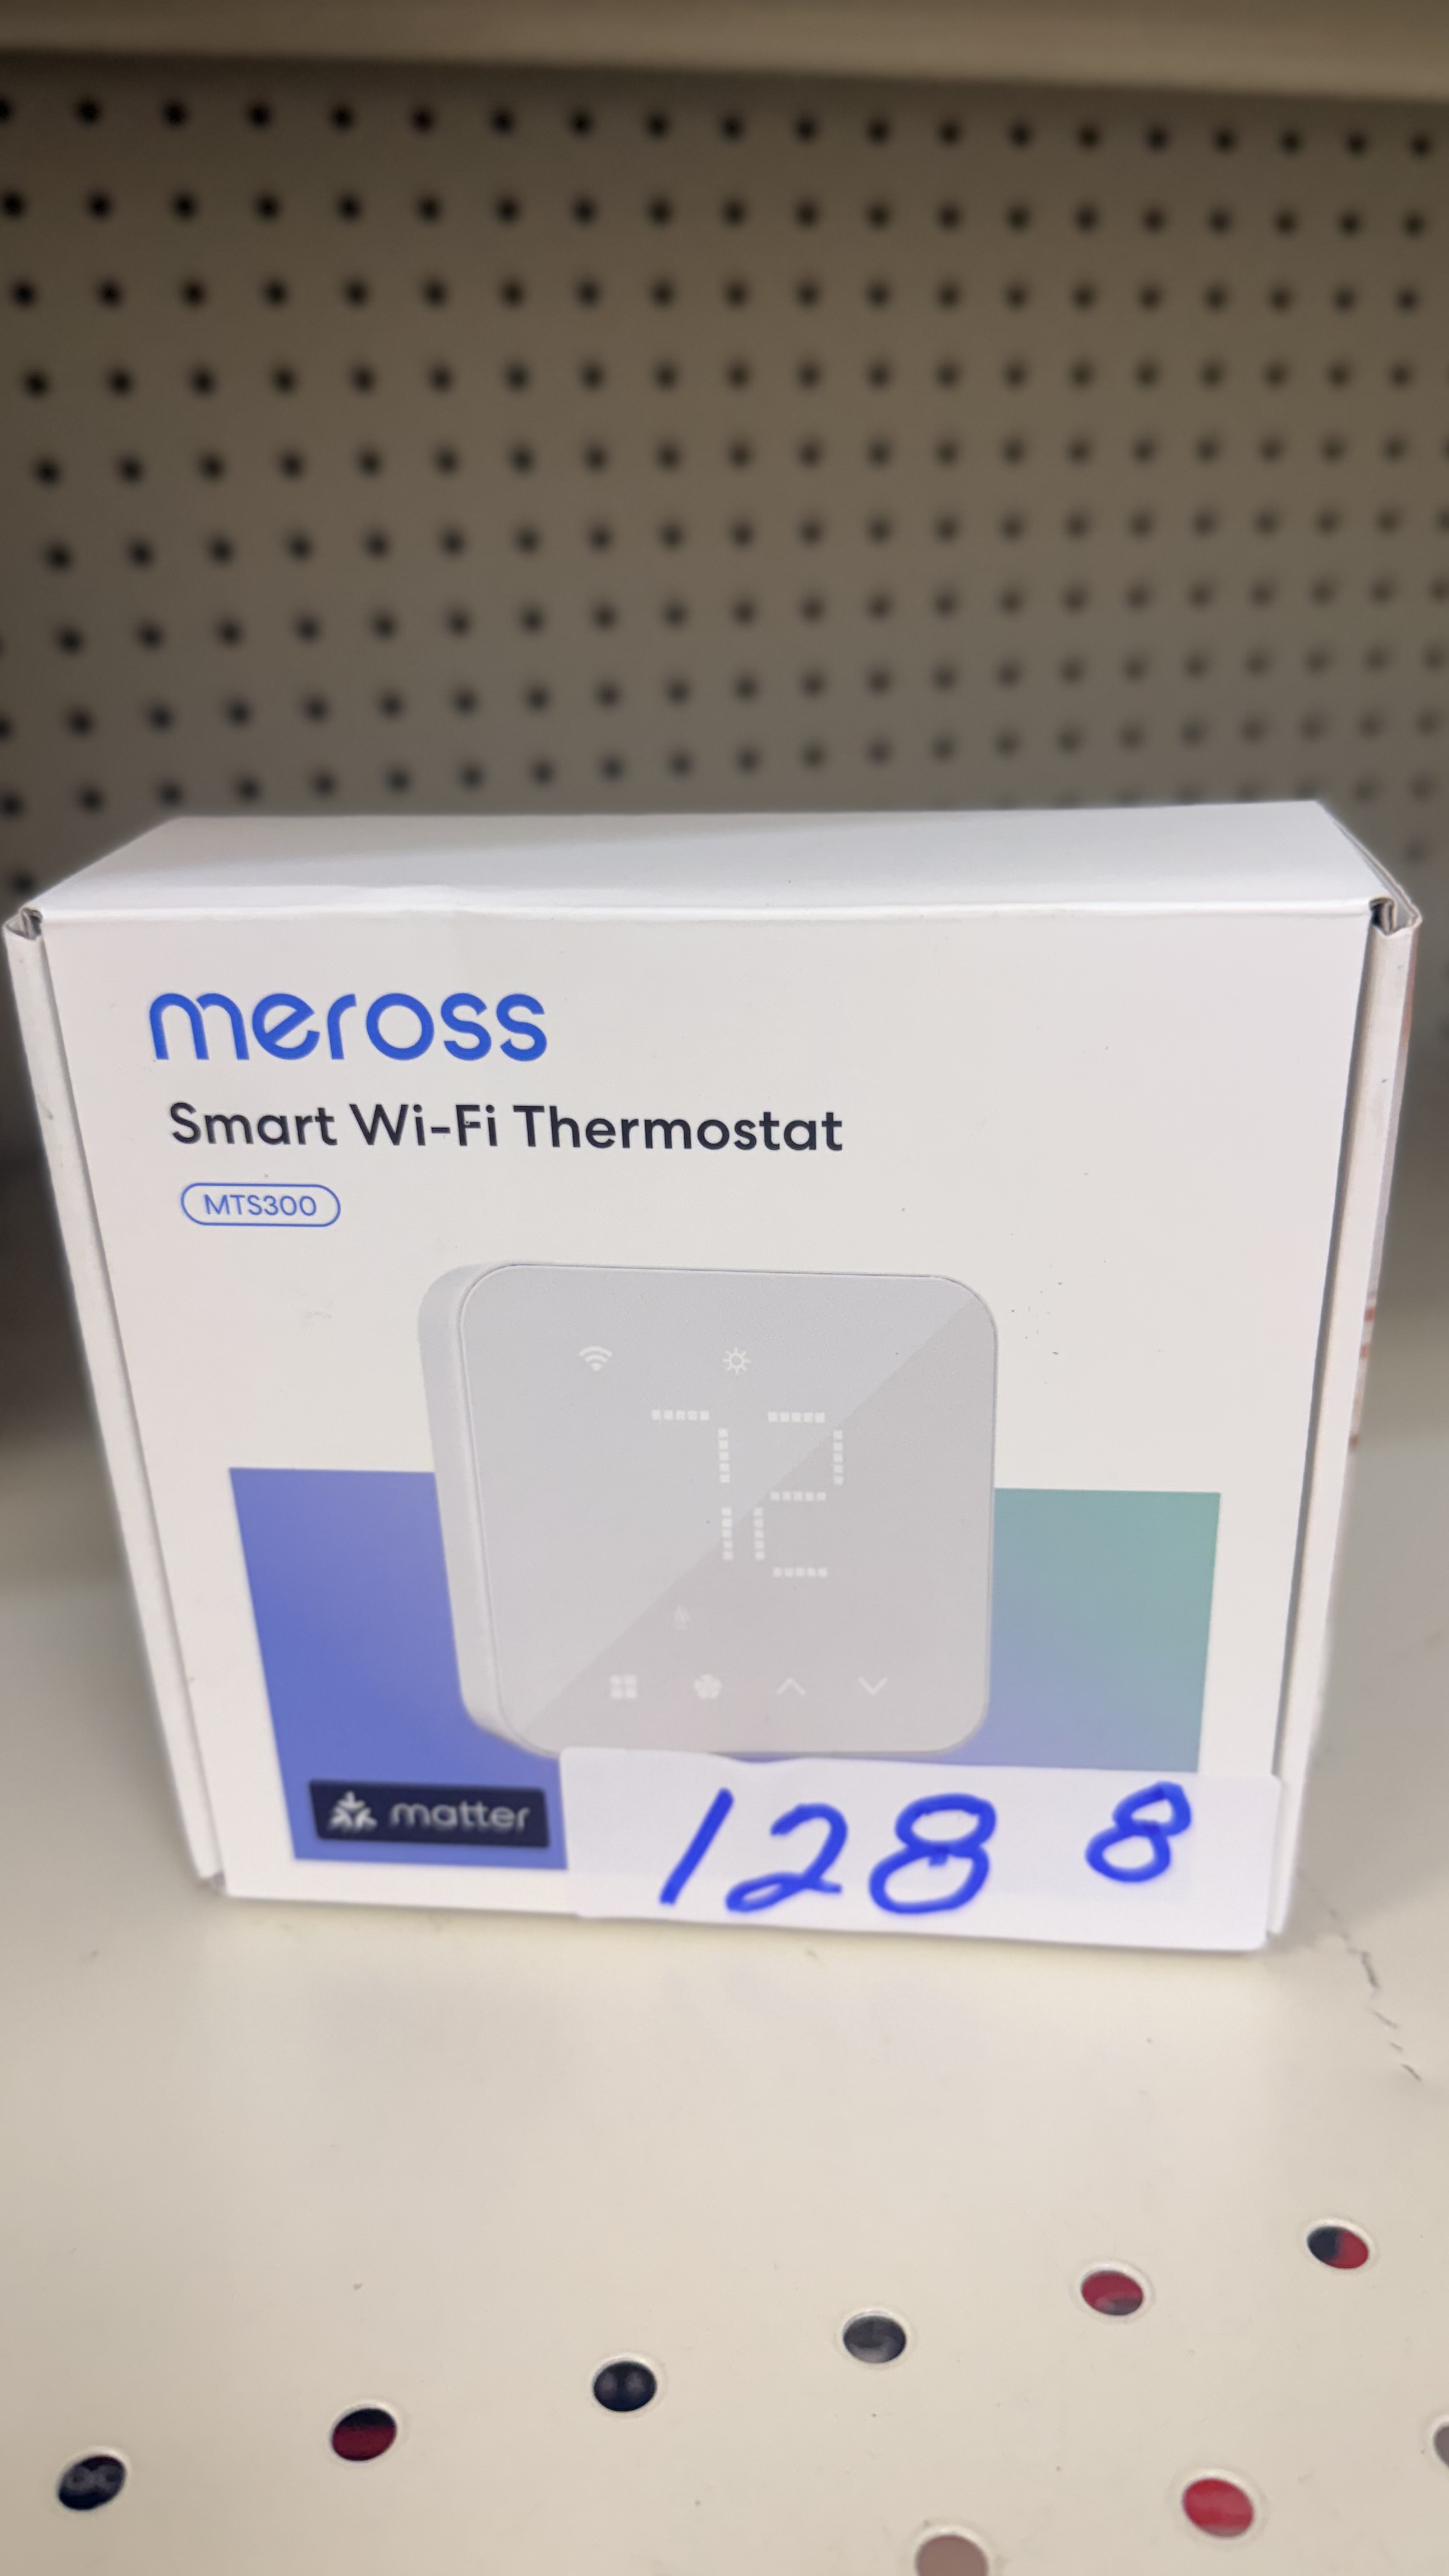 meross
Smart Wi-Fi Thermostat
MTS300
72
matter
128 8